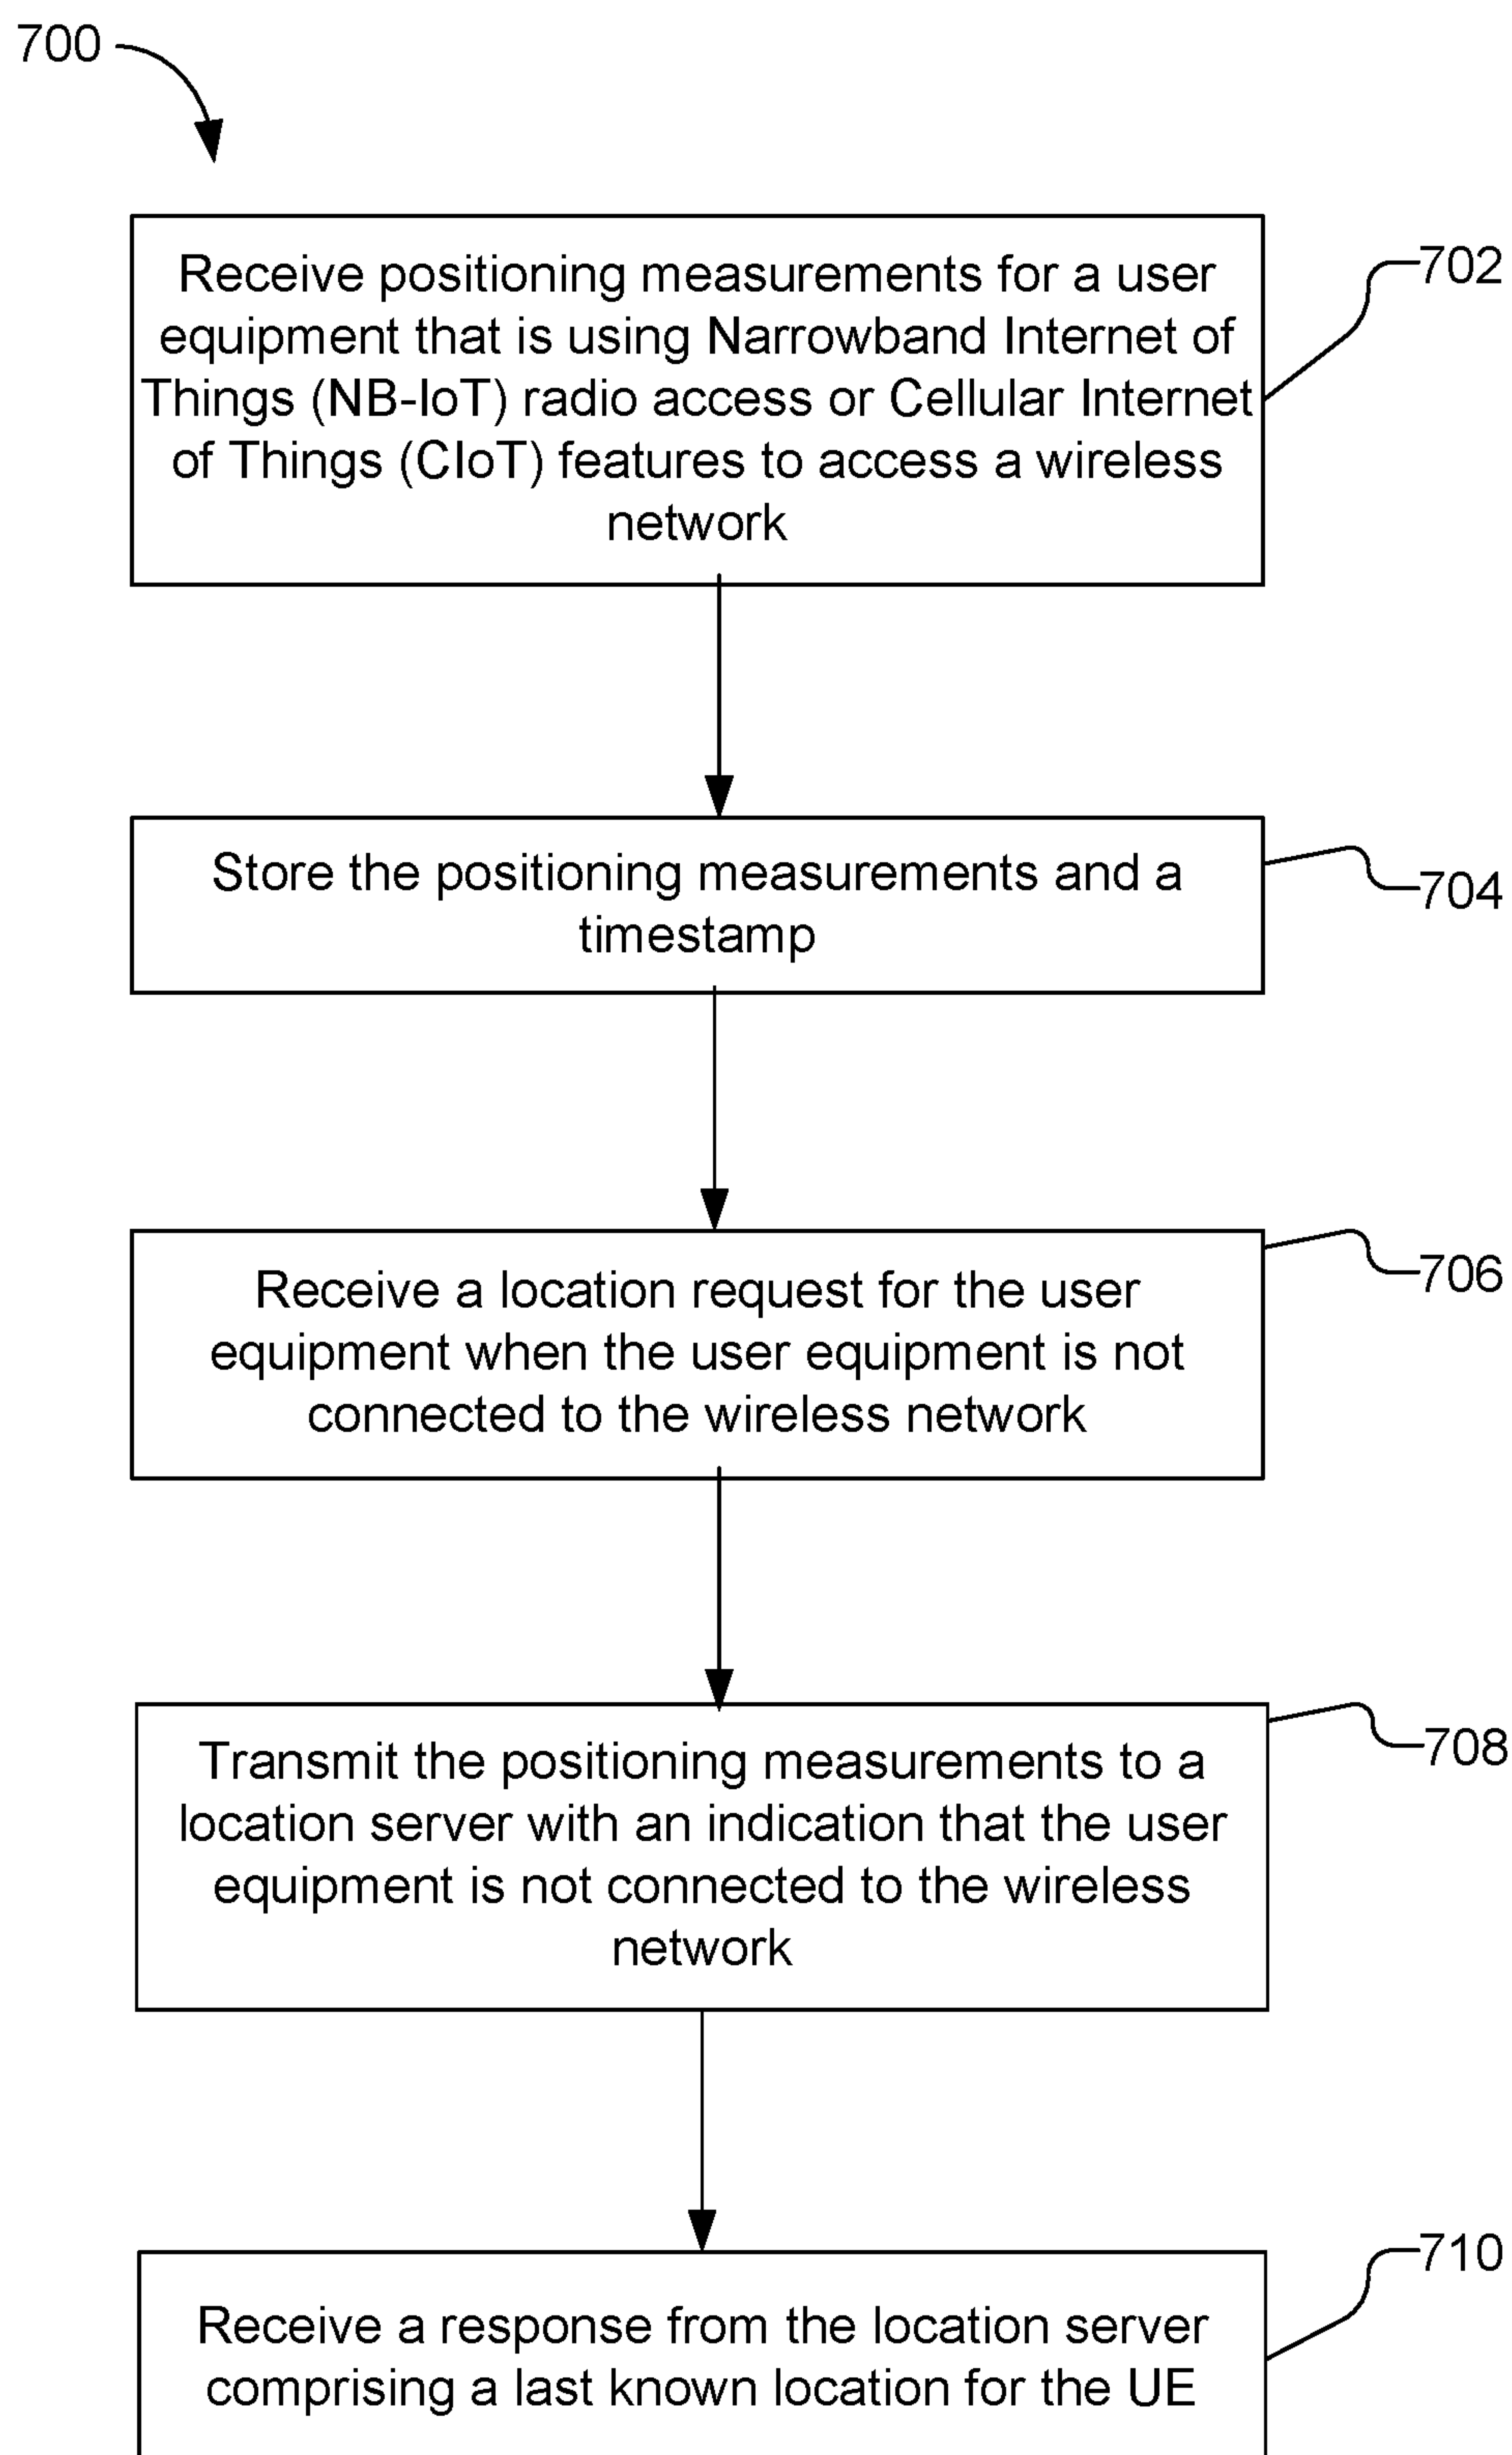 700
Receive positioning measurements for a user
equipment that is using Narrowband Internet of
Things (NB-IoT) radio access or Cellular Internet
of Things (CIoT) features to access a wireless
network
702
Store the positioning measurements and a
timestamp
704
Receive a location request for the user
equipment when the user equipment is not
connected to the wireless network
706
Transmit the positioning measurements to a
location server with an indication that the user
equipment is not connected to the wireless
network
708
Receive a response from the location server
comprising a last known location for the UE
710